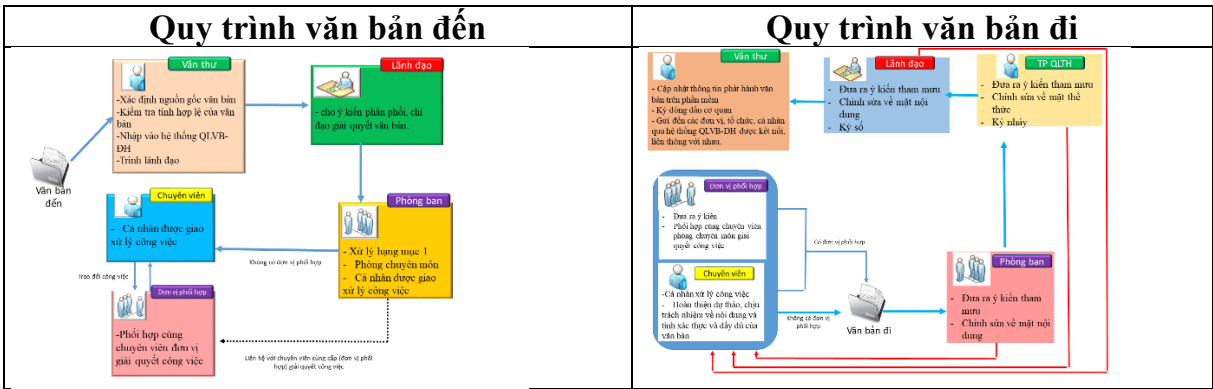 Quy trình văn bản đến
Văn thư
-Xác định nguồn gốc văn bản
-Kiểm tra tính hợp lệ của văn
bản
-Nhập vào hệ thống QLVB-
ĐH
-Trình lãnh đạo
Lãnh đạo
- cho ý kiến phân phối, chỉ
đạo giải quyết văn bản.
Văn bản
đến
Chuyên viên
- Cá nhân được giao
xử lý công việc
Phòng ban
- Xử lý hạng mục 1
- Phòng chuyên môn
- Cá nhân được giao
xử lý công việc
Không có đơn vị phối hợp
Trao đổi công việc
Đơn vị phối hợp
-Phối hợp cùng
chuyên viên đơn vị
giải quyết công việc
Liên hệ với chuyên viên cùng cấp (đơn vị phối
hợp) giải quyết công việc
Quy trình văn bản đi
Văn thư
- Cập nhật thông tin phát hành văn
bản trên phần mềm
- Ký đóng dấu cơ quan
- Gửi đến các đơn vị, tổ chức, cá nhân
qua hệ thống QLVB-DH được kết nối,
liên thông với nhau.
Lãnh đạo
- Đưa ra ý kiến tham mưu
- Chỉnh sửa về mặt nội
dung
- Ký số
TP QLTH
- Đưa ra ý kiến tham mưu
- Chỉnh sửa về mặt thể
thức
- Ký nháy
Đơn vị phối hợp
- Đưa ra ý kiến
- Phối hợp cùng chuyên viên
phòng chuyên môn giải
quyết công việc
Có đơn vị phối hợp
Chuyên viên
-Cá nhân xử lý công việc
- Hoàn thiện dự thảo, chịu
trách nhiệm về nội dung và
tính xác thực và đầy đủ của
văn bản
Không có đơn vị
phối hợp
Văn bản đi
Phòng ban
- Đưa ra ý kiến tham
mưu
- Chỉnh sửa về mặt nội
dung